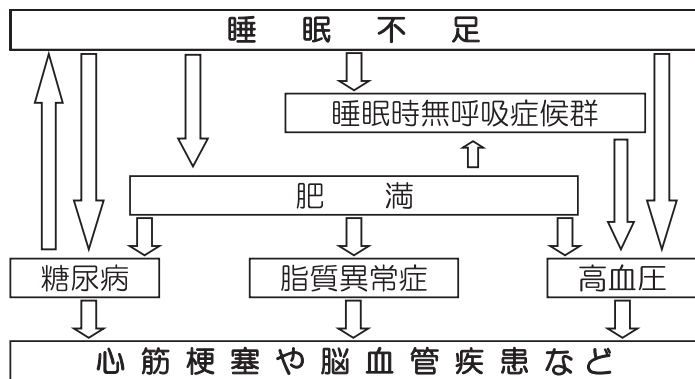 睡眠不足
睡眠時無呼吸症候群
肥満
糖尿病
脂質異常症
高血圧
心筋梗塞や脳血管疾患など